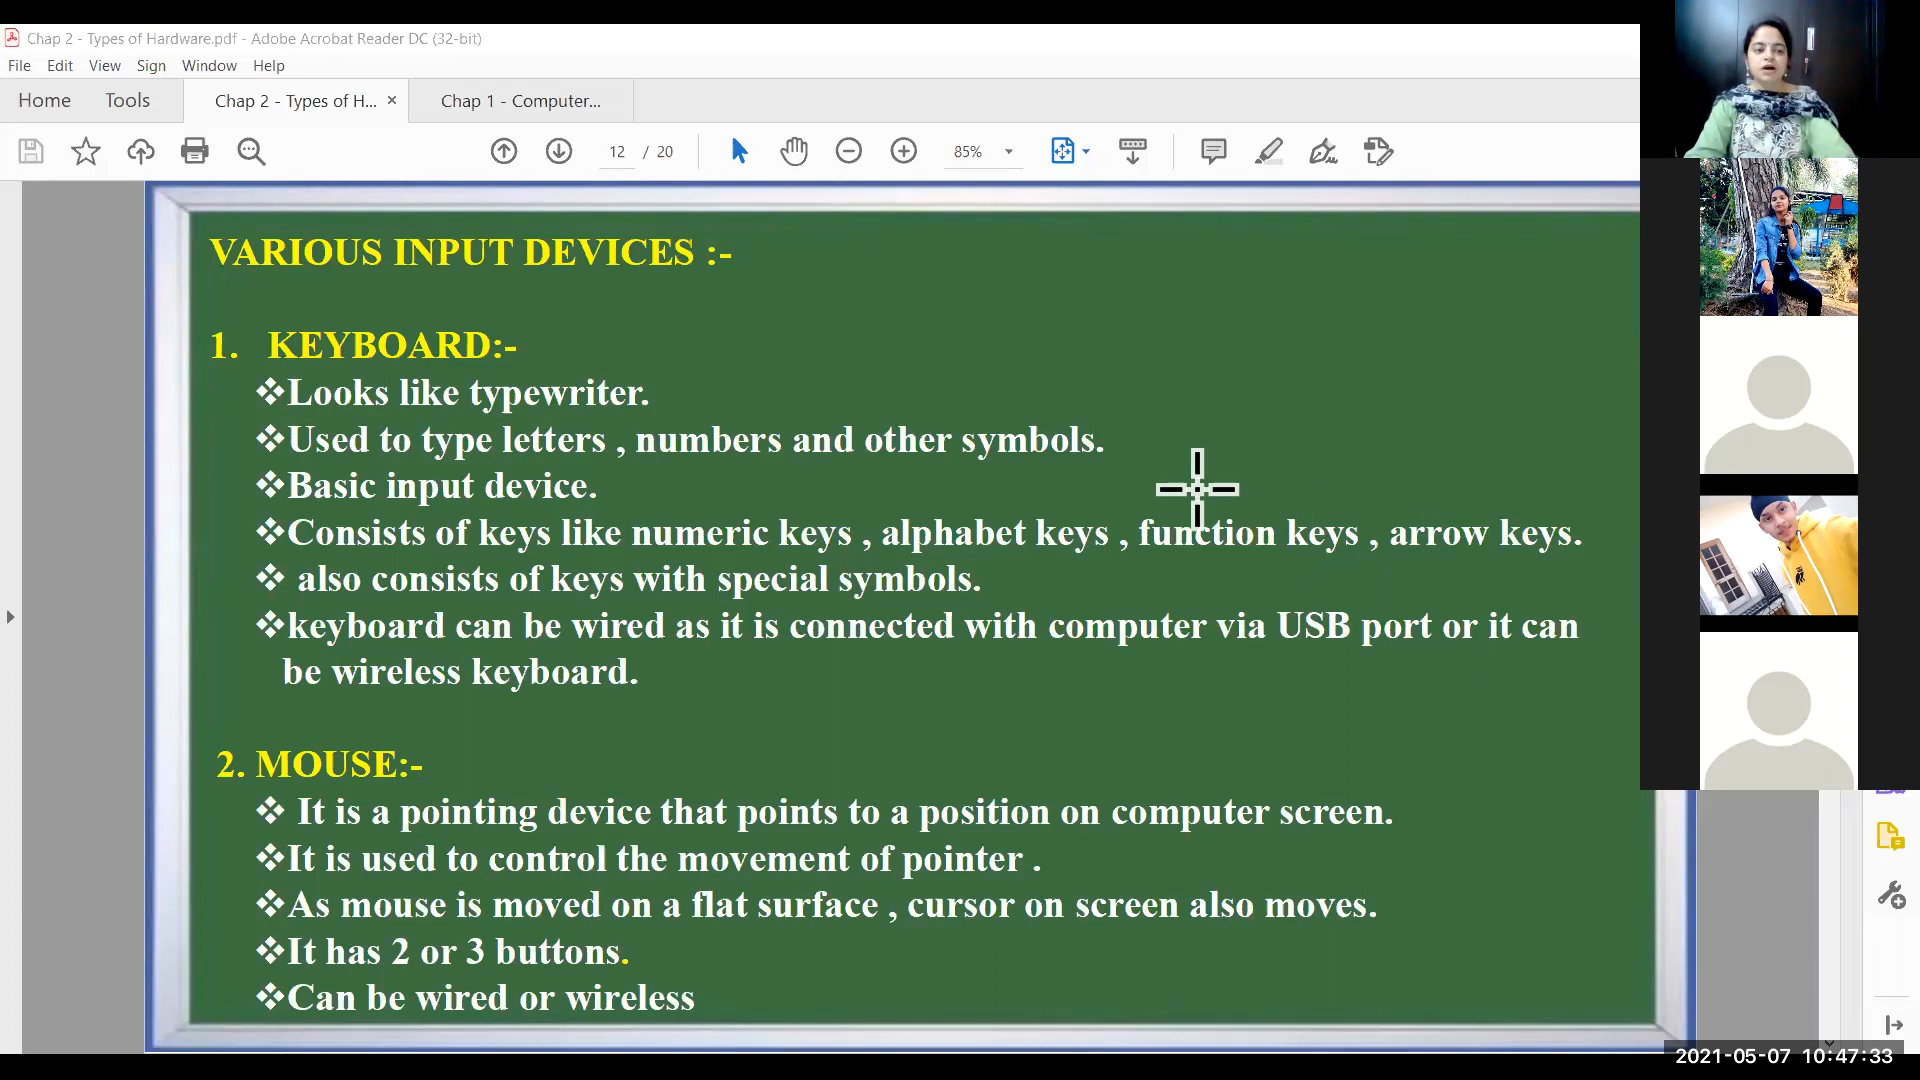 Chap 2 - Types of Hardware.pdf - Adobe Acrobat Reader DC (32-bit)
File Edit View Sign Window Help
Home Tools Chap 2 - Types of H... × Chap 1 - Computer...
12 / 20 85%
VARIOUS INPUT DEVICES :-
1. KEYBOARD:-
❖Looks like typewriter.
❖Used to type letters , numbers and other symbols.
❖Basic input device.
❖Consists of keys like numeric keys , alphabet keys , function keys , arrow keys.
❖ also consists of keys with special symbols.
❖keyboard can be wired as it is connected with computer via USB port or it can
be wireless keyboard.
2. MOUSE:-
❖ It is a pointing device that points to a position on computer screen.
❖It is used to control the movement of pointer .
❖As mouse is moved on a flat surface , cursor on screen also moves.
❖It has 2 or 3 buttons.
❖Can be wired or wireless
2021-05-07 10:47:33